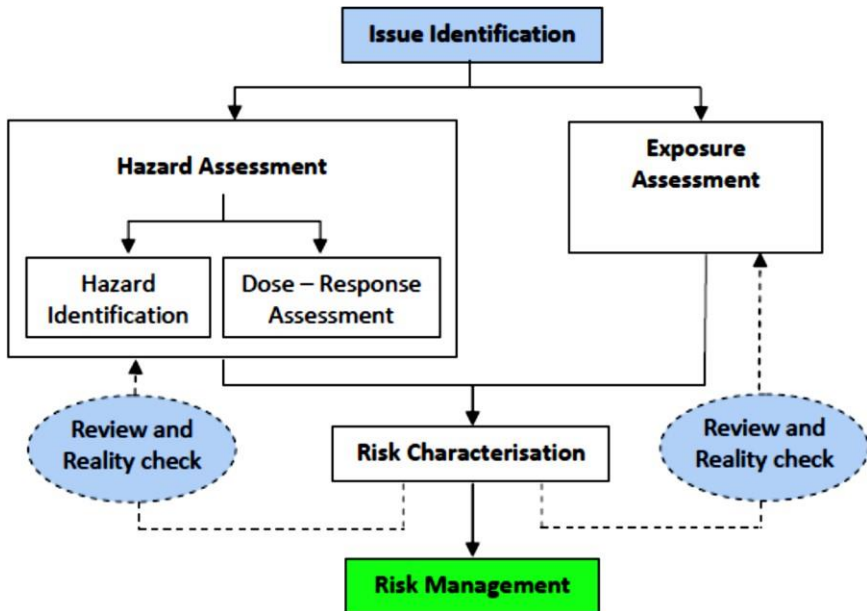 Issue Identification
Hazard Assessment
Exposure
Assessment
Hazard
Identification
Dose – Response
Assessment
Review and
Reality check
Risk Characterisation
Review and
Reality check
Risk Management